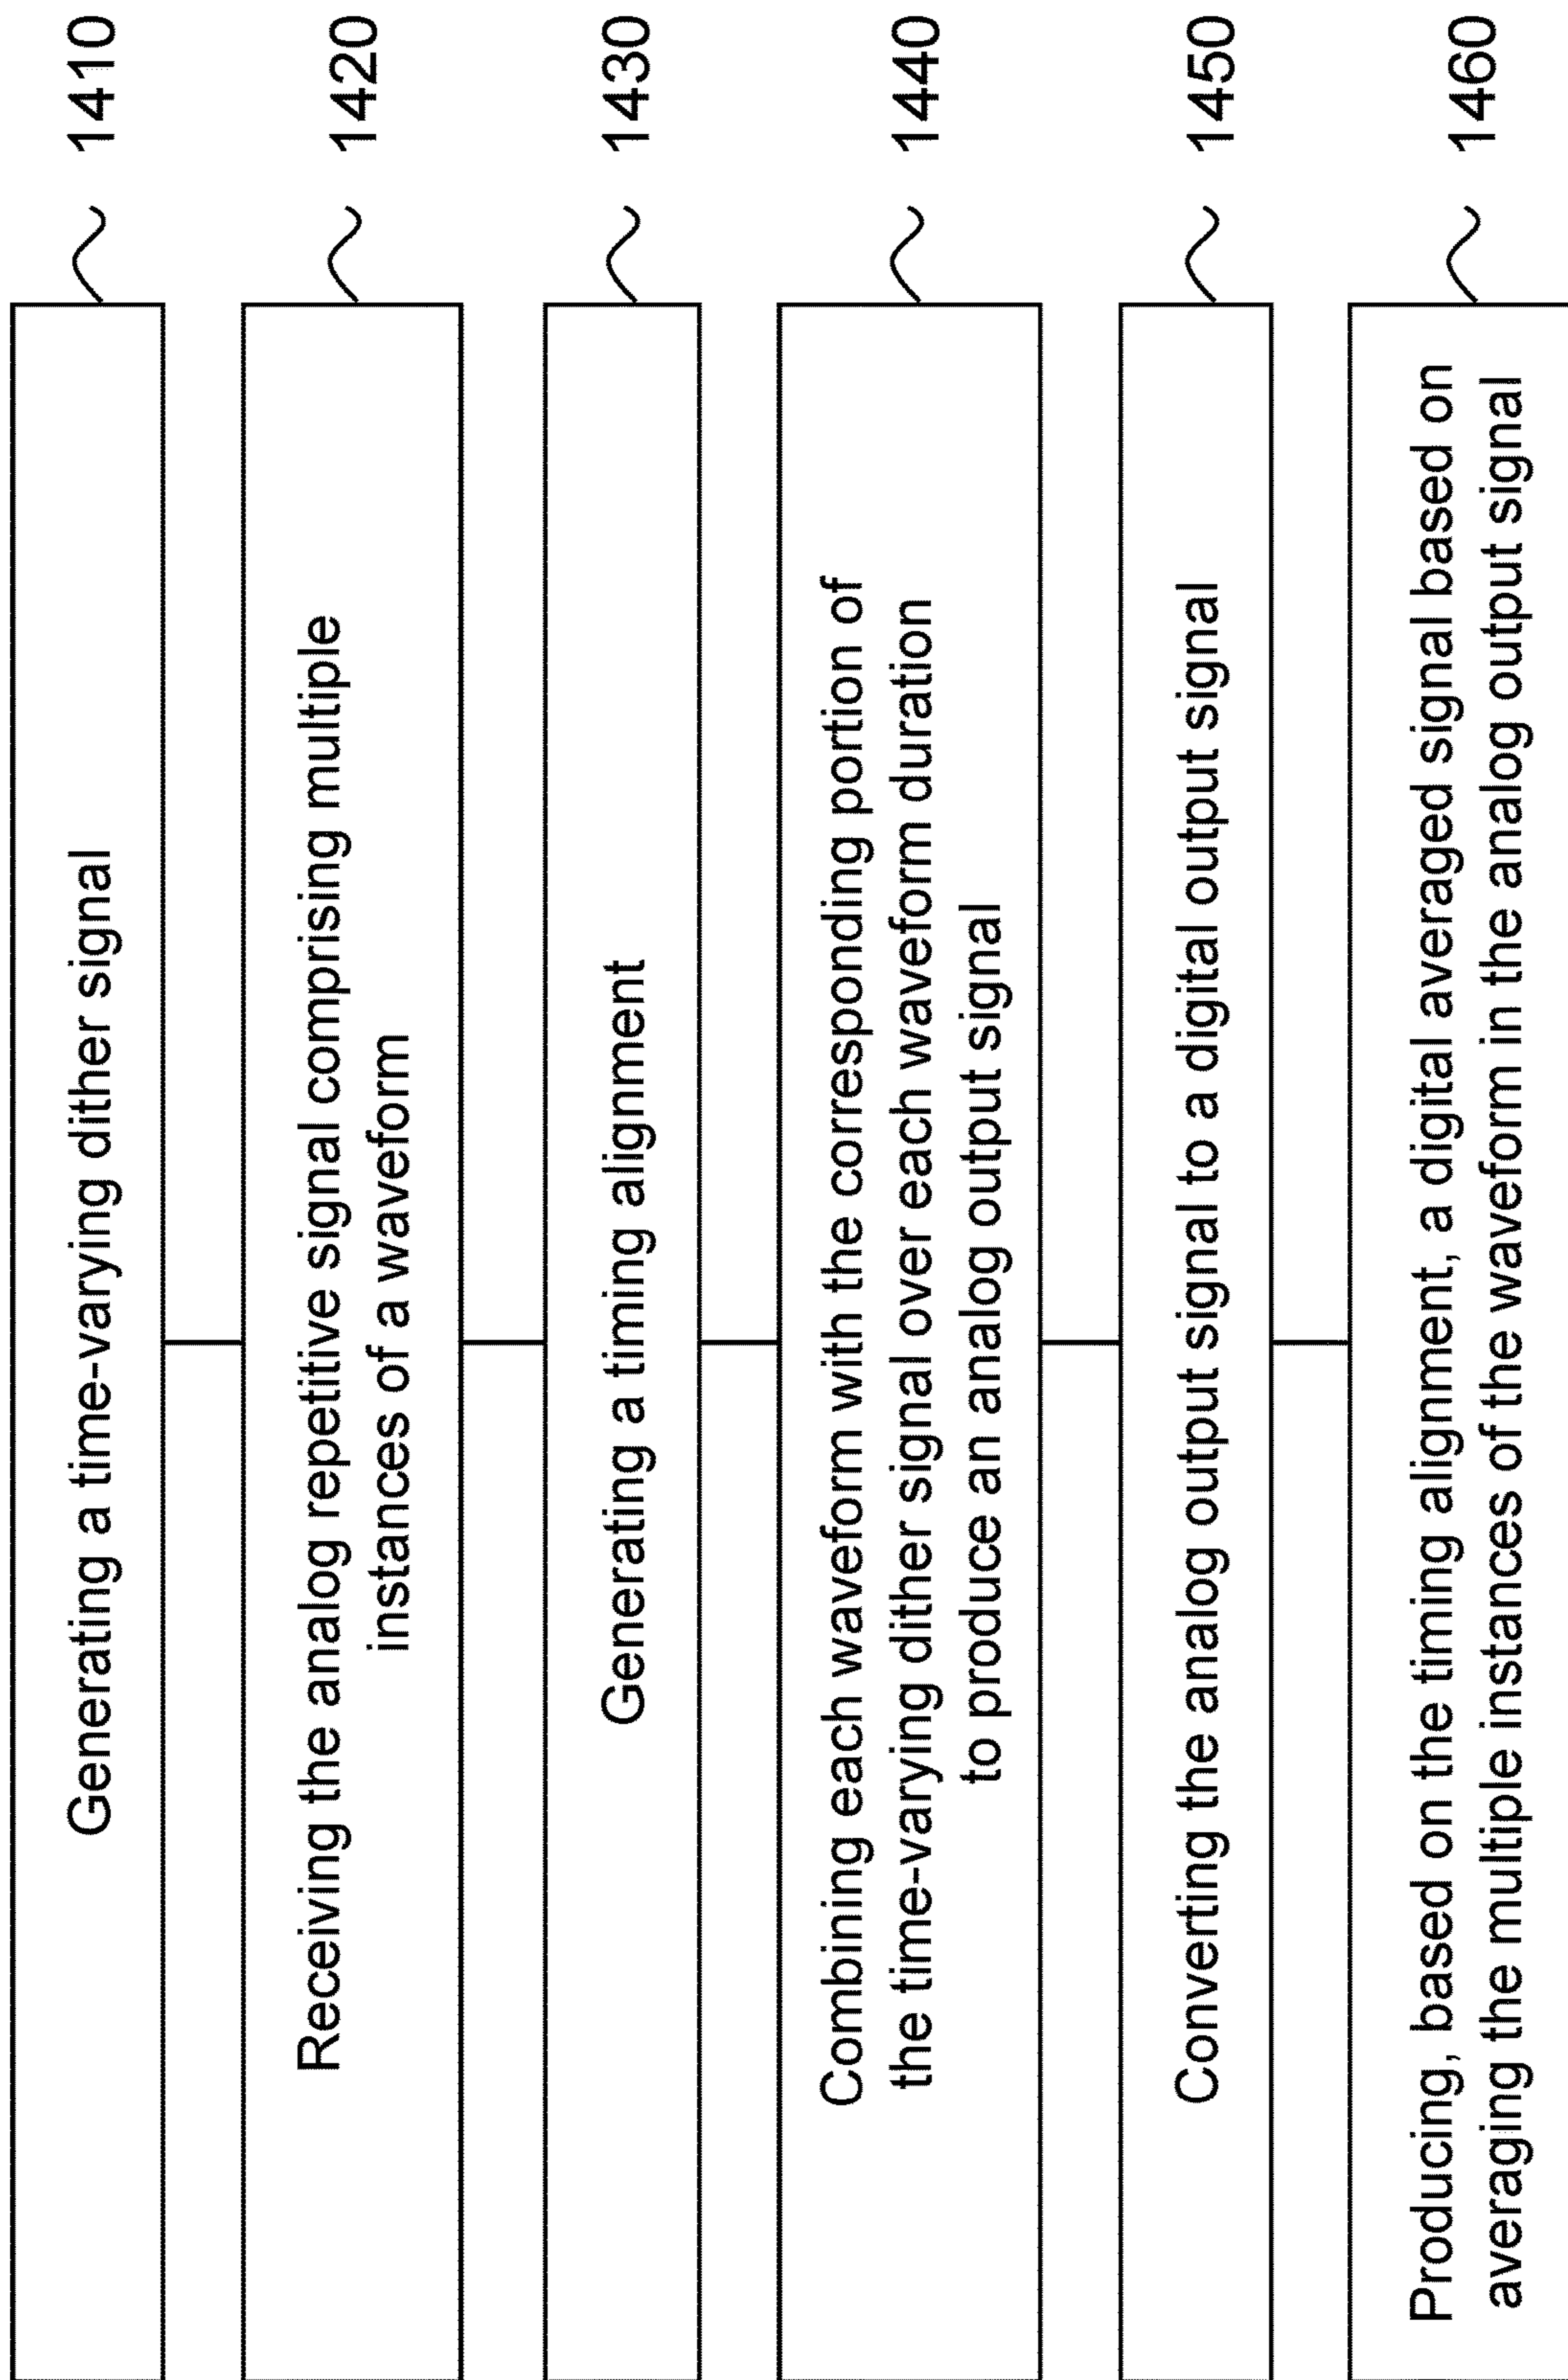 Generating a time-varying dither signal
1410
Receiving the analog repetitive signal comprising multiple
instances of a waveform
1420
Generating a timing alignment
1430
Combining each waveform with the corresponding portion of
the time-varying dither signal over each waveform duration
to produce an analog output signal
1440
Converting the analog output signal to a digital output signal
1450
Producing, based on the timing alignment, a digital averaged signal based on
averaging the multiple instances of the waveform in the analog output signal
1460